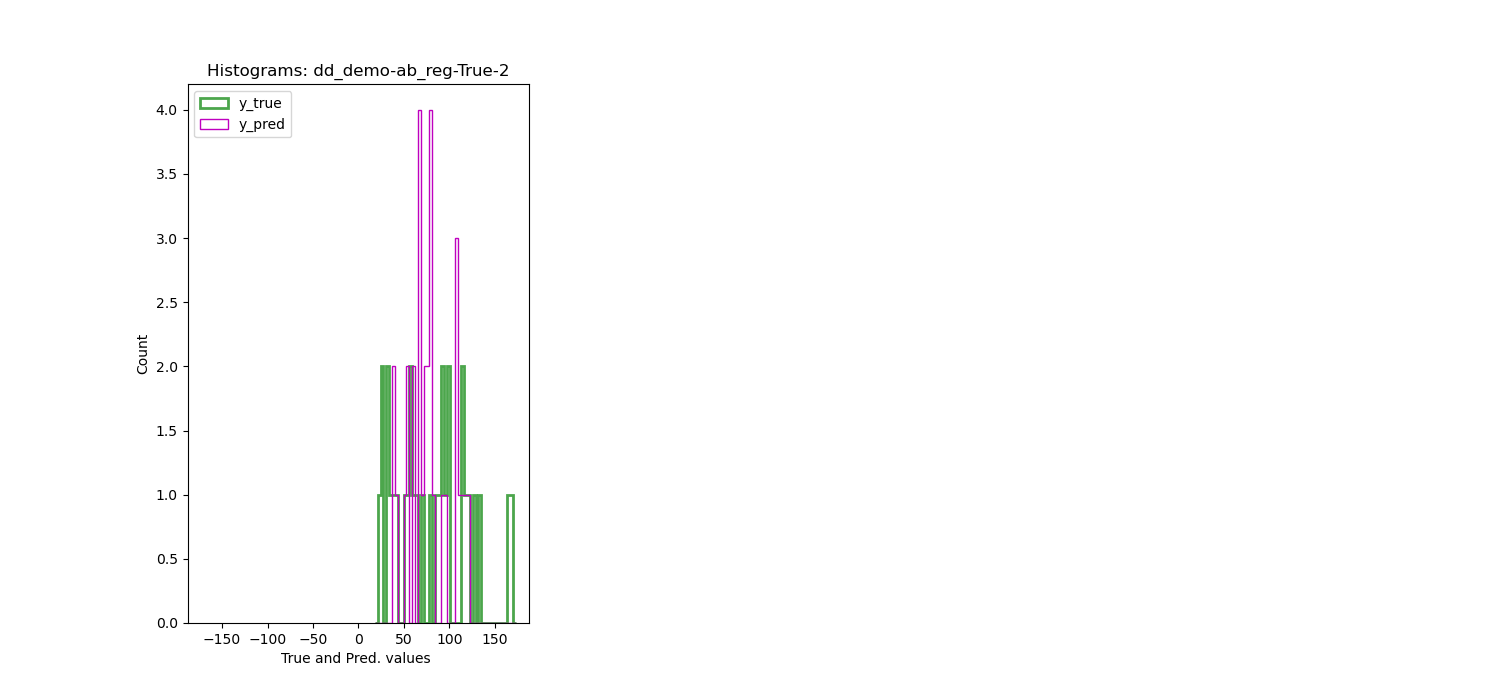 Histograms: dd_demo-ab_reg-True-2
y_true
y_pred
4.0
3.5
3.0
2.5
2.0
1.5
1.0
0.5
0.0
Count
−150 −100 −50 0 50 100 150
True and Pred. values